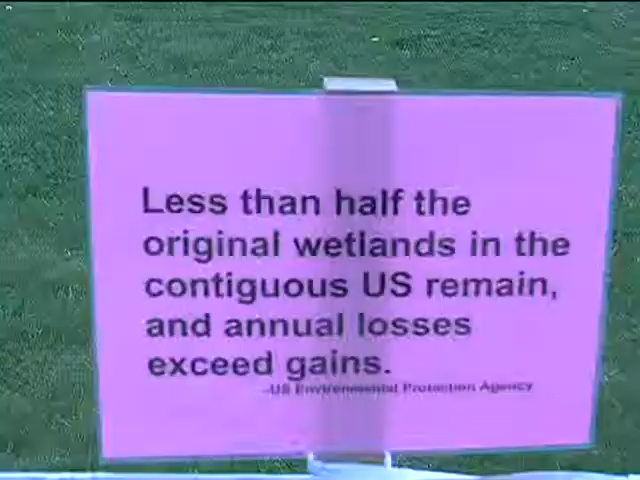 Less than half the
original wetlands in the
contiguous US remain,
and annual losses
exceed gains.
-US Environmental Protection Agency